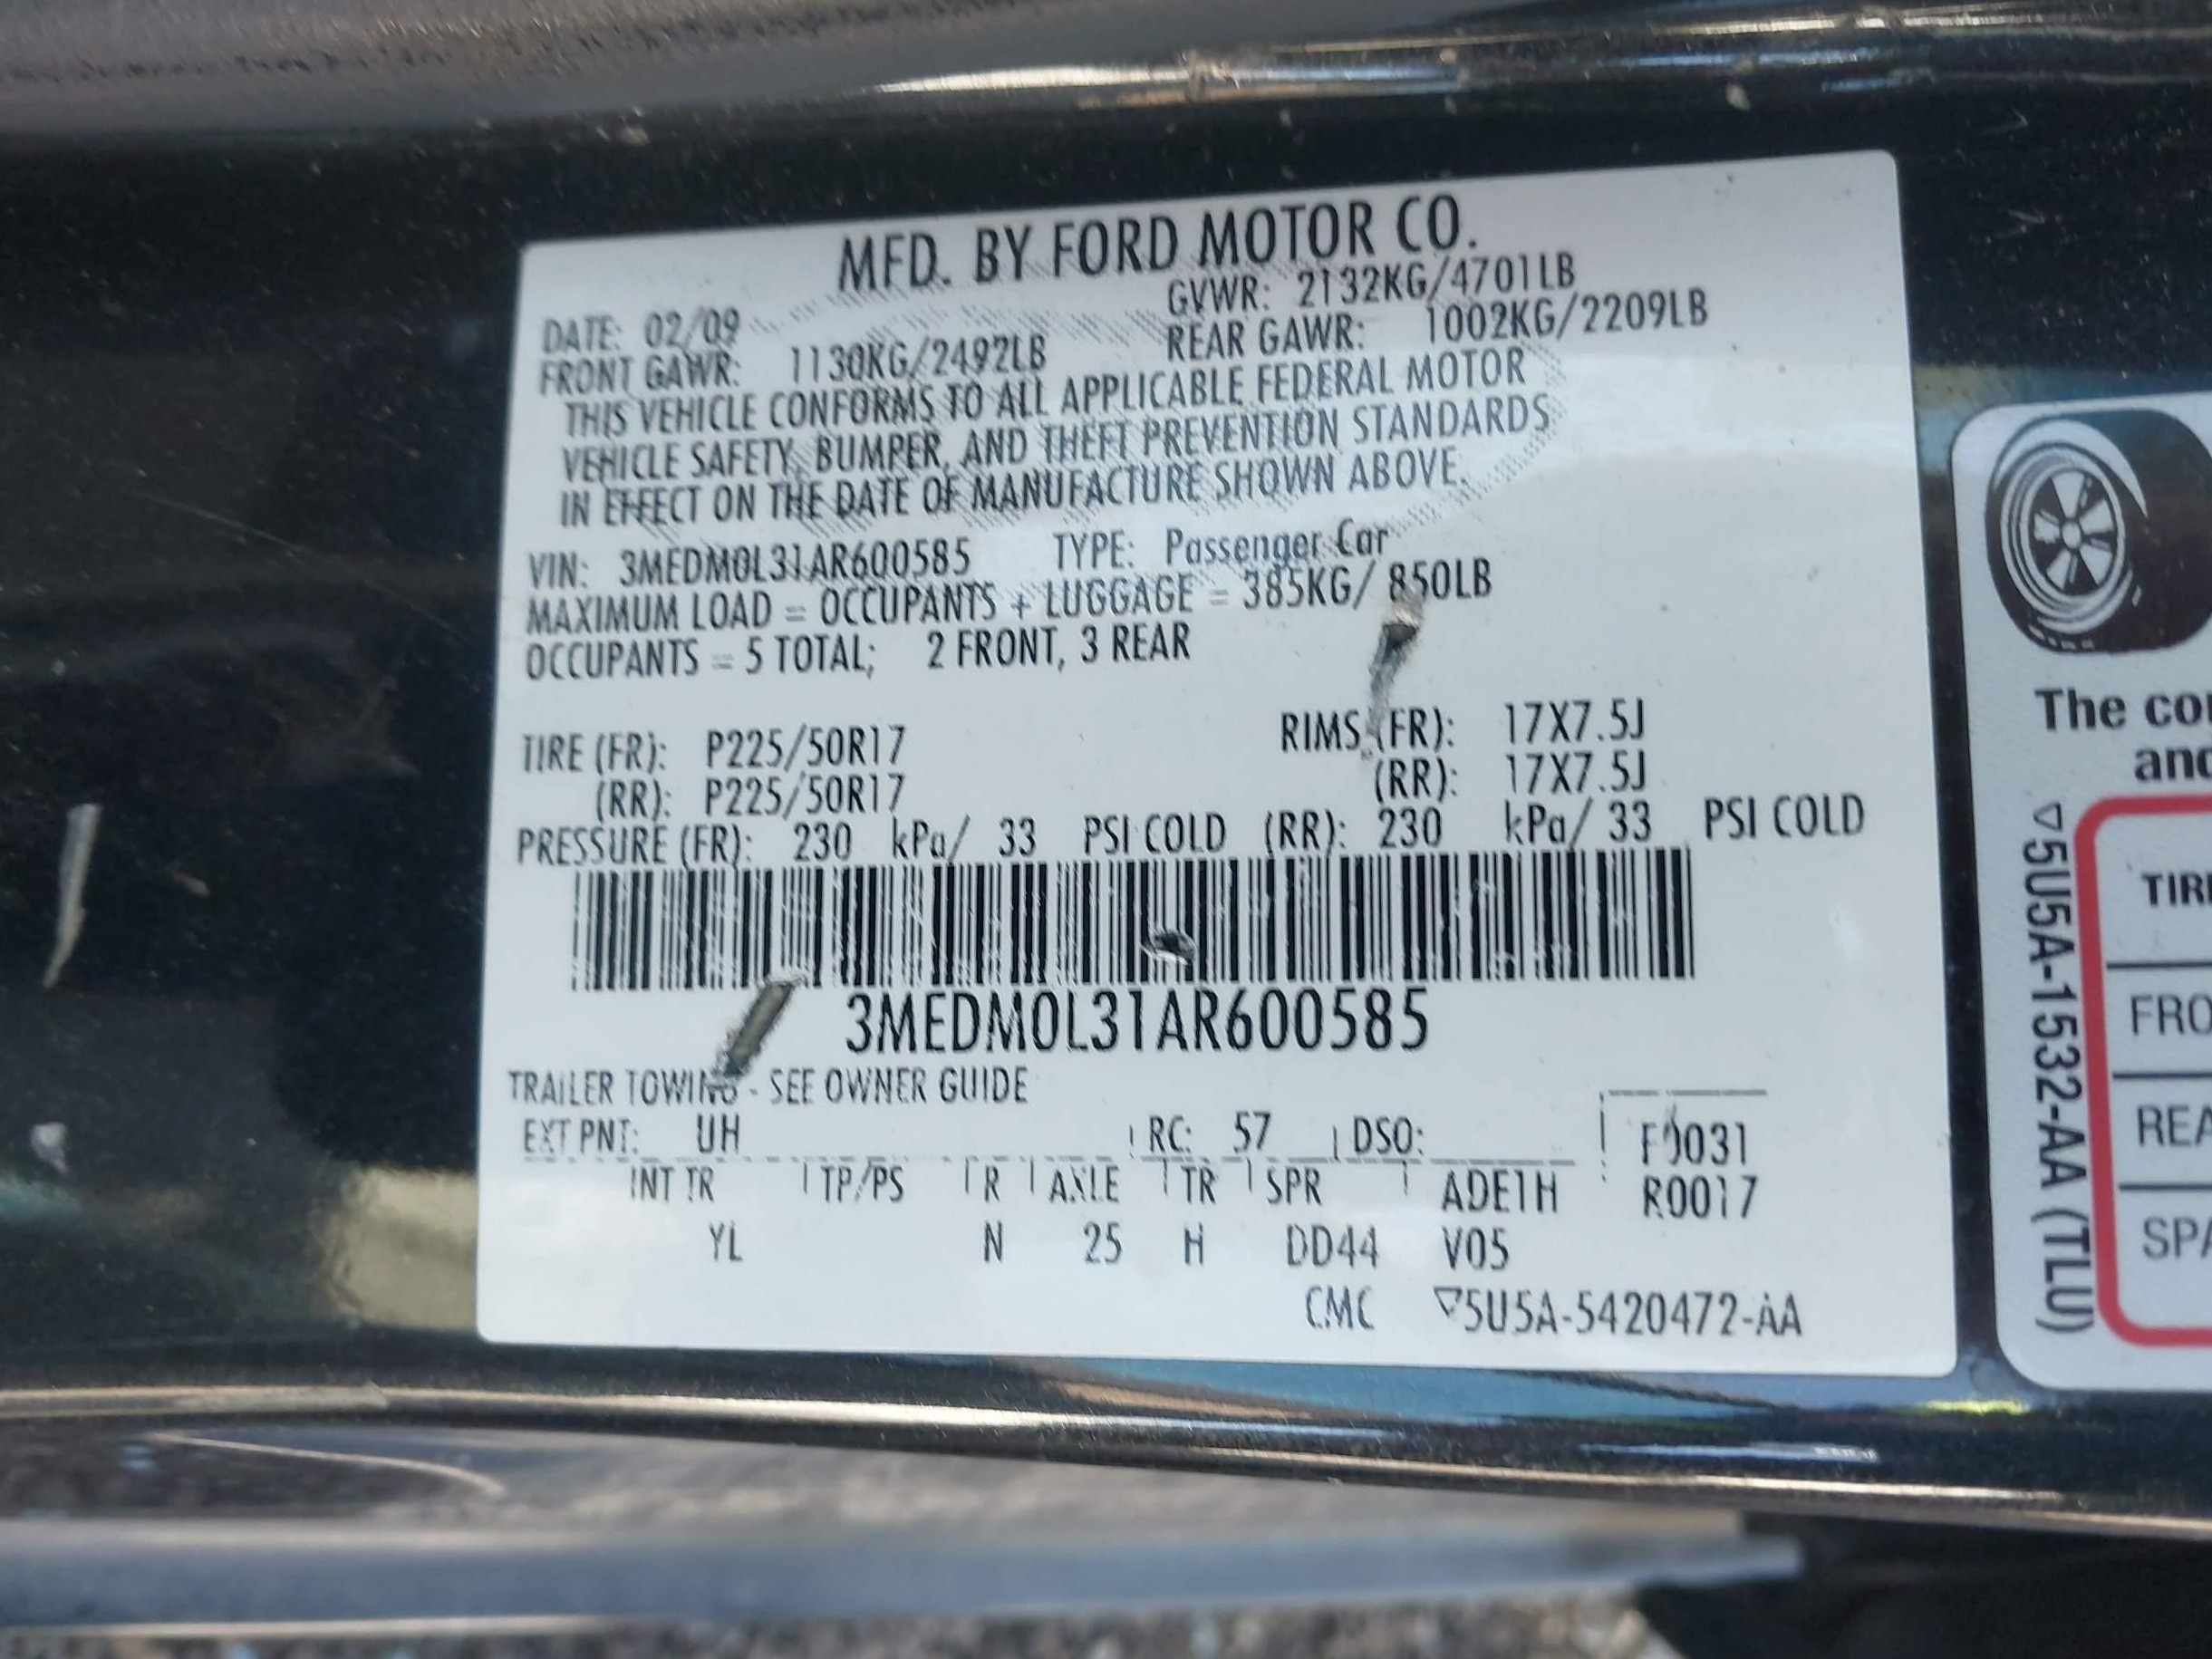 MFD. BY FORD MOTOR CO.
DATE: 02/09 GVWR: 2132KG/4701LB
FRONT GAWR: 1130KG/2492LB REAR GAWR: 1002KG/2209LB
THIS VEHICLE CONFORMS TO ALL APPLICABLE FEDERAL MOTOR
VEHICLE SAFETY, BUMPER, AND THEFT PREVENTION STANDARDS
IN EFFECT ON THE DATE OF MANUFACTURE SHOWN ABOVE.
VIN: 3MEDM0L31AR600585 TYPE: Passenger Car
MAXIMUM LOAD = OCCUPANTS + LUGGAGE = 385KG/ 850LB
OCCUPANTS = 5 TOTAL; 2 FRONT, 3 REAR
TIRE (FR): P225/50R17 RIMS (FR): 17X7.5J
(RR): P225/50R17 (RR): 17X7.5J
PRESSURE (FR): 230 kPa/ 33 PSI COLD (RR): 230 kPa/ 33 PSI COLD
3MEDM0L31AR600585
TRAILER TOWING - SEE OWNER GUIDE
EXT PNT: UH RC: 57 DSO: F0031
INT TR TP/PS R AXLE TR SPR ADE1H R0017
YL N 25 H DD44 V05
CMC ▽5U5A-5420472-AA
The
TIR
FRO
REA
SPA
▽5U5A-1532-AA (TLU)